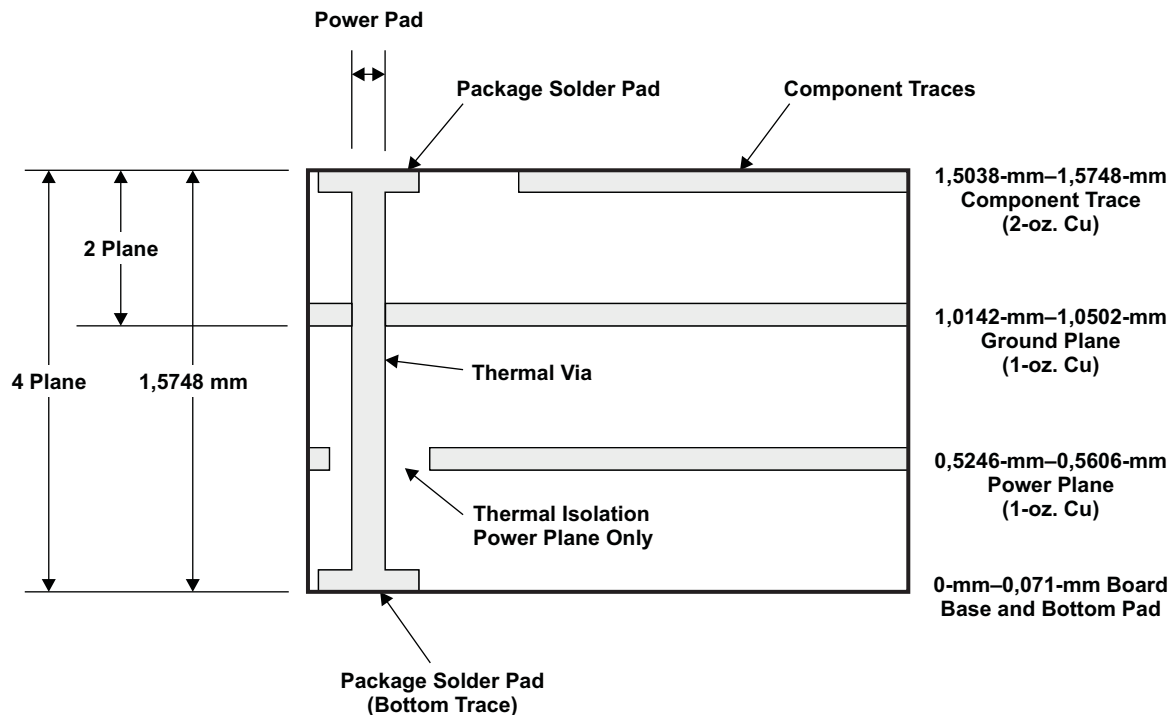 Power Pad
Package Solder Pad
Component Traces
1,5038-mm–1,5748-mm
Component Trace
(2-oz. Cu)
2 Plane
1,0142-mm–1,0502-mm
Ground Plane
(1-oz. Cu)
4 Plane
1,5748 mm
Thermal Via
0,5246-mm–0,5606-mm
Power Plane
(1-oz. Cu)
Thermal Isolation
Power Plane Only
0-mm–0,071-mm Board
Base and Bottom Pad
Package Solder Pad
(Bottom Trace)